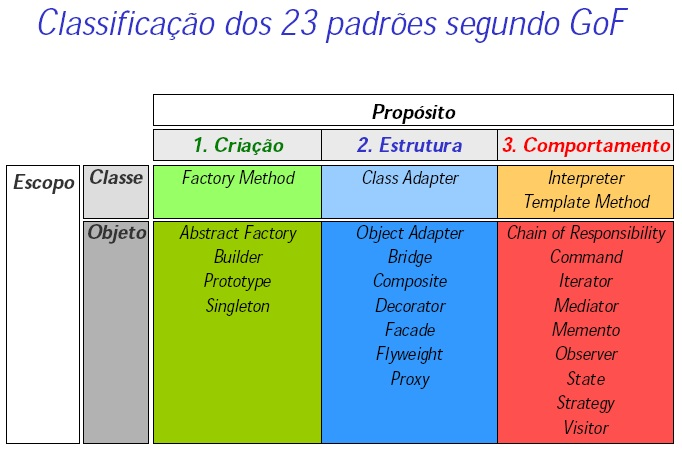 Classificação dos 23 padrões segundo GoF
Propósito
1. Criação
2. Estrutura
3. Comportamento
Escopo
Classe
Factory Method
Class Adapter
Interpreter
Template Method
Objeto
Abstract Factory
Builder
Prototype
Singleton
Object Adapter
Bridge
Composite
Decorator
Facade
Flyweight
Proxy
Chain of Responsibility
Command
Iterator
Mediator
Memento
Observer
State
Strategy
Visitor